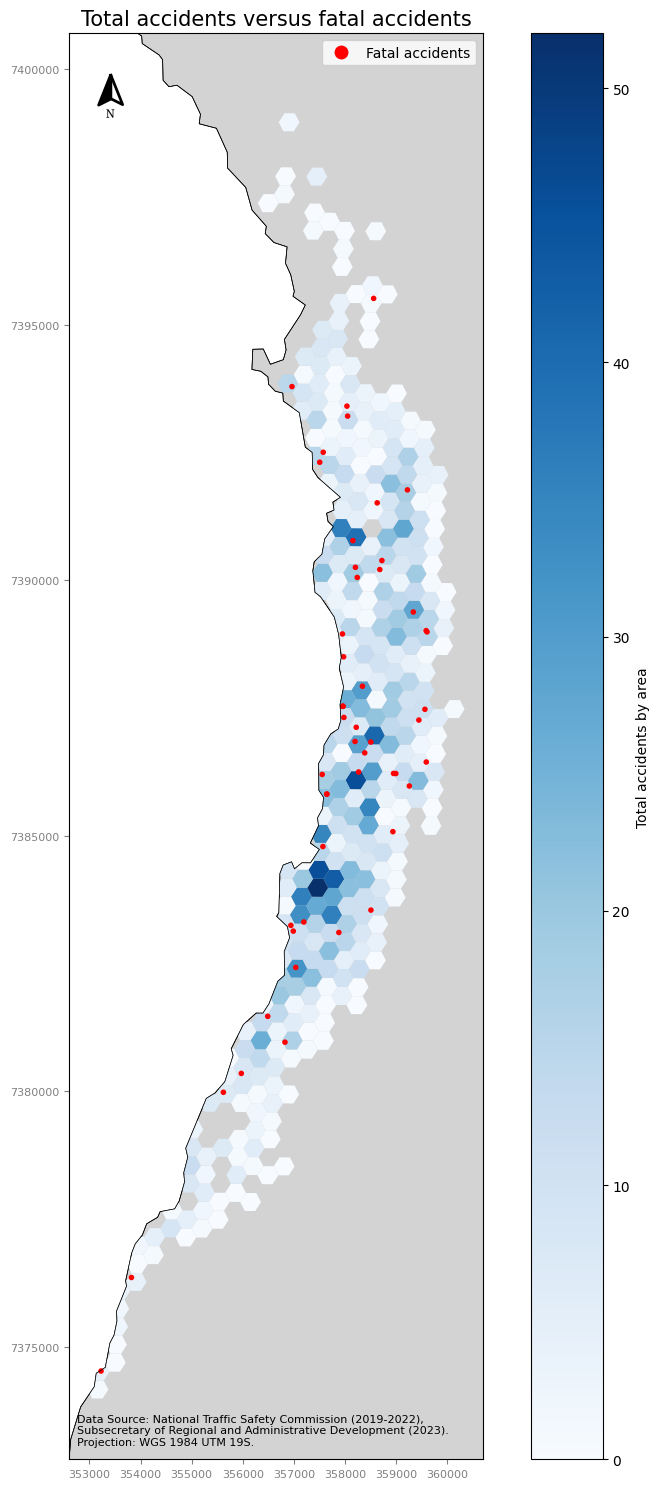 Total accidents versus fatal accidents
Fatal accidents
N
7400000
7395000
7390000
7385000
7380000
7375000
353000 354000 355000 356000 357000 358000 359000 360000
Data Source: National Traffic Safety Commission (2019-2022),
Subsecretary of Regional and Administrative Development (2023).
Projection: WGS 1984 UTM 19S.
50
40
30
20
10
0
Total accidents by area